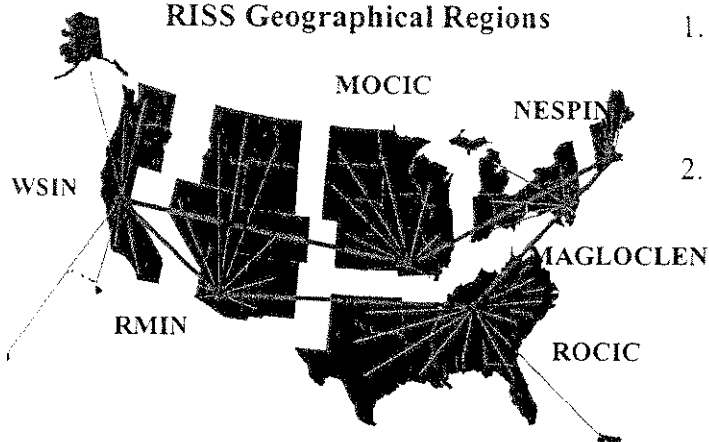 RISS Geographical Regions
1.
MOCIC
NESPIN
2.
WSIN
MAGLOCLEN
RMIN
ROCIC